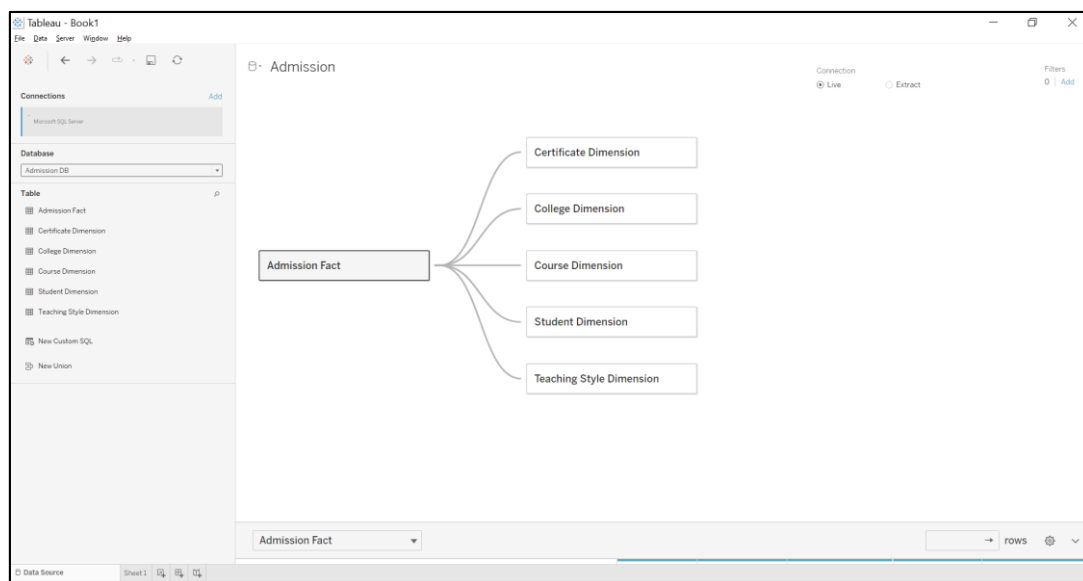 Tableau - Book1
File Data Server Window Help
Connections Add
Microsoft SQL Server
Database
Admission DB
Table
Admission Fact
Certificate Dimension
College Dimension
Course Dimension
Student Dimension
Teaching Style Dimension
New Custom SQL
New Union
Admission
Connection
Live Extract
Filters
0 | Add
Admission Fact
Certificate Dimension
College Dimension
Course Dimension
Student Dimension
Teaching Style Dimension
Admission Fact
rows
Data Source Sheet 1